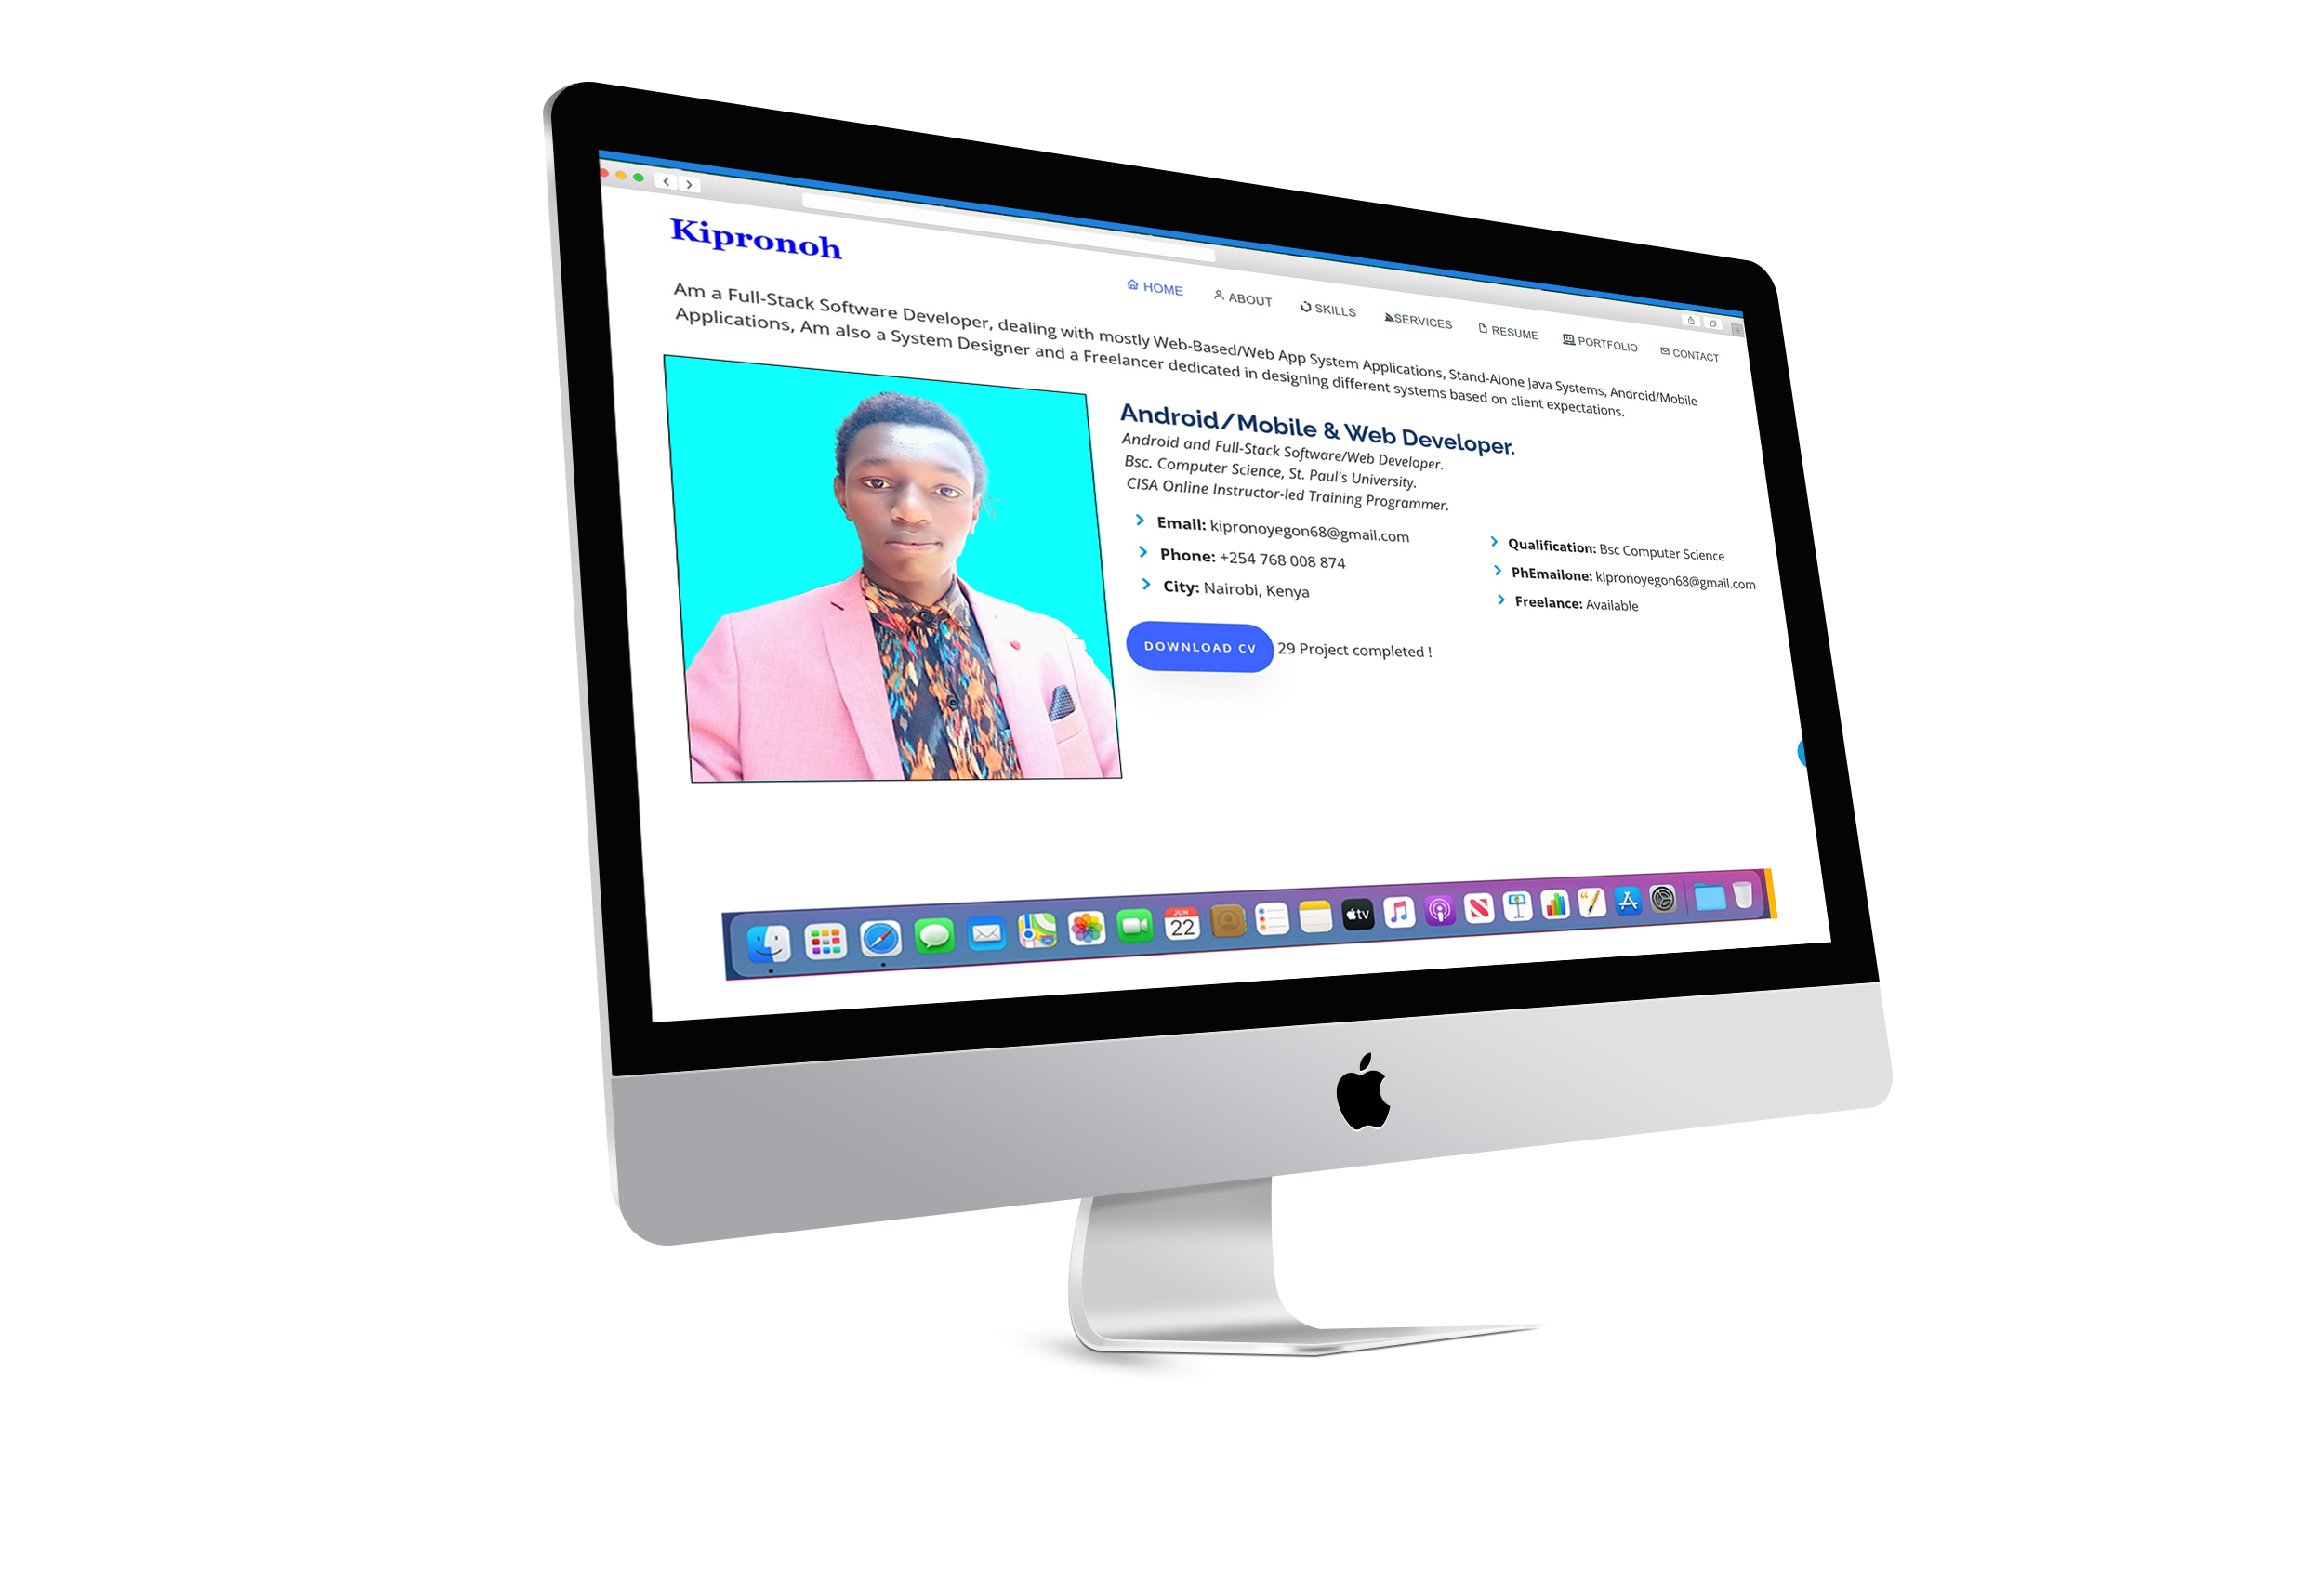 Kipronoh
HOME
ABOUT
SKILLS
SERVICES
RESUME
PORTFOLIO
CONTACT
Am a Full-Stack Software Developer, dealing with mostly Web-Based/Web App System Applications, Stand-Alone Java Systems, Android/Mobile
Applications, Am also a System Designer and a Freelancer dedicated in designing different systems based on client expectations.
Android/Mobile & Web Developer.
Android and Full-Stack Software/Web Developer.
Bsc. Computer Science, St. Paul's University.
CISA Online Instructor-led Training Programmer.
Email: kipronoyegon68@gmail.com
Phone: +254 768 008 874
City: Nairobi, Kenya
Qualification: Bsc Computer Science
PhEmailone: kipronoyegon68@gmail.com
Freelance: Available
DOWNLOAD CV
29 Project completed !
JUN
22
tv